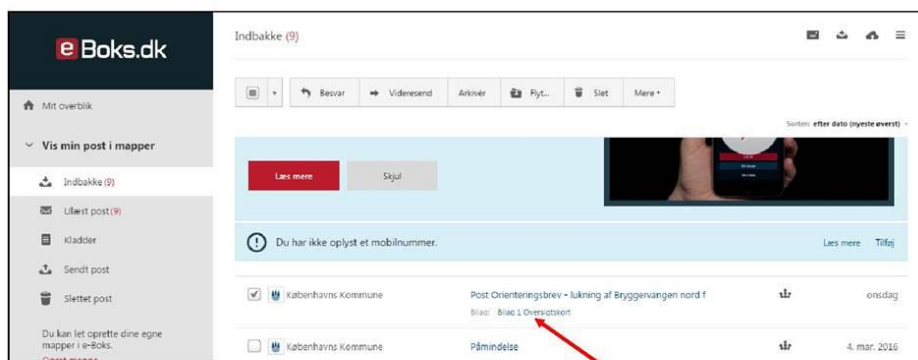 eBoks.dk
Indbakke (9)
Besvar
Videresend
Arkivér
Flyt...
Slet
Mere
Mit overblik
Sorter: efter dato (nyeste øverst)
Vis min post i mapper
Læs mere
Skjul
Indbakke (9)
Ulæst post (9)
Kladder
Du har ikke oplyst et mobilnummer.
Læs mere
Tilføj
Sendt post
Slettet post
Københavns Kommune
Post Orienteringsbrev - lukning af Bryggervangen nord f
onsdag
Bilag: Bilag 1 Oversigtskort
Du kan let oprette dine egne
mapper i e-Boks.
Opret mappe
Københavns Kommune
Påmindelse
4. mar. 2016